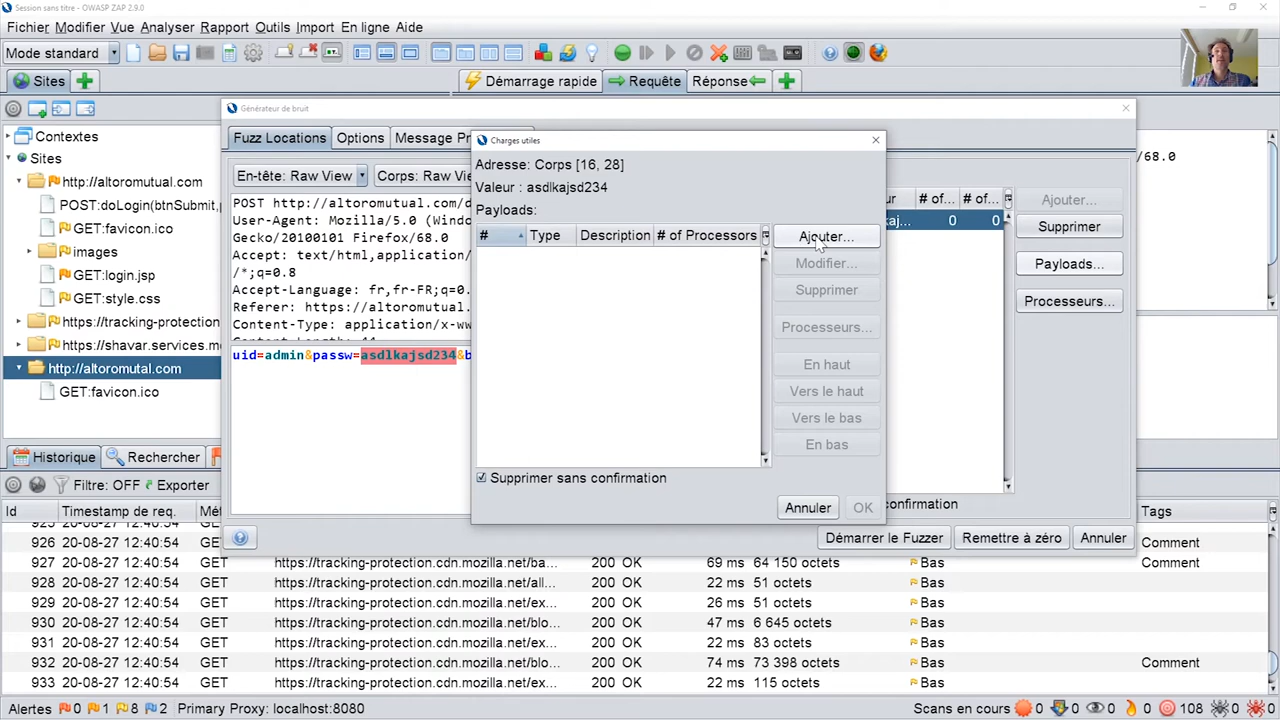 Session sans titre - OWASP ZAP 2.9.0
Fichier Modifier Vue Analyser Rapport Outils Import En ligne Aide
Mode standard
Sites
Démarrage rapide
Requête
Réponse
Contextes
Sites
http://altoromutual.com
POST:doLogin(btnSubmit,p
GET:favicon.ico
images
GET:login.jsp
GET:style.css
https://tracking-protection
https://shavar.services.m
http://altoromutal.com
GET:favicon.ico
/68.0
Générateur de bruit
Fuzz Locations Options Message Pr
En-tête: Raw View Corps: Raw Vie
POST http://altoromutual.com/d
User-Agent: Mozilla/5.0 (Windo
Gecko/20100101 Firefox/68.0
Accept: text/html,application/
/*;q=0.8
Accept-Language: fr,fr-FR;q=0.
Referer: https://altoromutual.
Content-Type: application/x-ww
uid=admin&passw=asdlkajsd234&b
# of... # of...
kaj... 0 0
Ajouter...
Supprimer
Payloads...
Processeurs...
onfirmation
Démarrer le Fuzzer Remettre à zéro Annuler
Charges utiles
Adresse: Corps [16, 28]
Valeur : asdlkajsd234
Payloads:
# Type Description # of Processors
Ajouter...
Modifier...
Supprimer
Processeurs...
En haut
Vers le haut
Vers le bas
En bas
Supprimer sans confirmation
Annuler OK
Historique Rechercher
Filtre: OFF Exporter
Id Timestamp de req. Mét Tags
925 20-08-27 12:40:54 GET
926 20-08-27 12:40:54 GET Comment
927 20-08-27 12:40:54 GET https://tracking-protection.cdn.mozilla.net/ba... 200 OK 69 ms 64 150 octets Bas Comment
928 20-08-27 12:40:54 GET https://tracking-protection.cdn.mozilla.net/all... 200 OK 22 ms 51 octets Bas
929 20-08-27 12:40:54 GET https://tracking-protection.cdn.mozilla.net/ex... 200 OK 26 ms 51 octets Bas
930 20-08-27 12:40:54 GET https://tracking-protection.cdn.mozilla.net/blo... 200 OK 47 ms 6 645 octets Bas
931 20-08-27 12:40:54 GET https://tracking-protection.cdn.mozilla.net/ex... 200 OK 22 ms 83 octets Bas
932 20-08-27 12:40:54 GET https://tracking-protection.cdn.mozilla.net/blo... 200 OK 74 ms 73 398 octets Bas Comment
933 20-08-27 12:40:54 GET https://tracking-protection.cdn.mozilla.net/ex... 200 OK 22 ms 115 octets Bas
Alertes 0 1 8 2 Primary Proxy: localhost:8080 Scans en cours 0 0 0 0 108 0 0